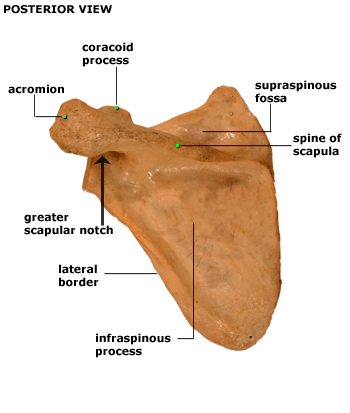 POSTERIOR VIEW
coracoid
process
acromion
supraspinous
fossa
spine of
scapula
greater
scapular notch
lateral
border
infraspinous
process